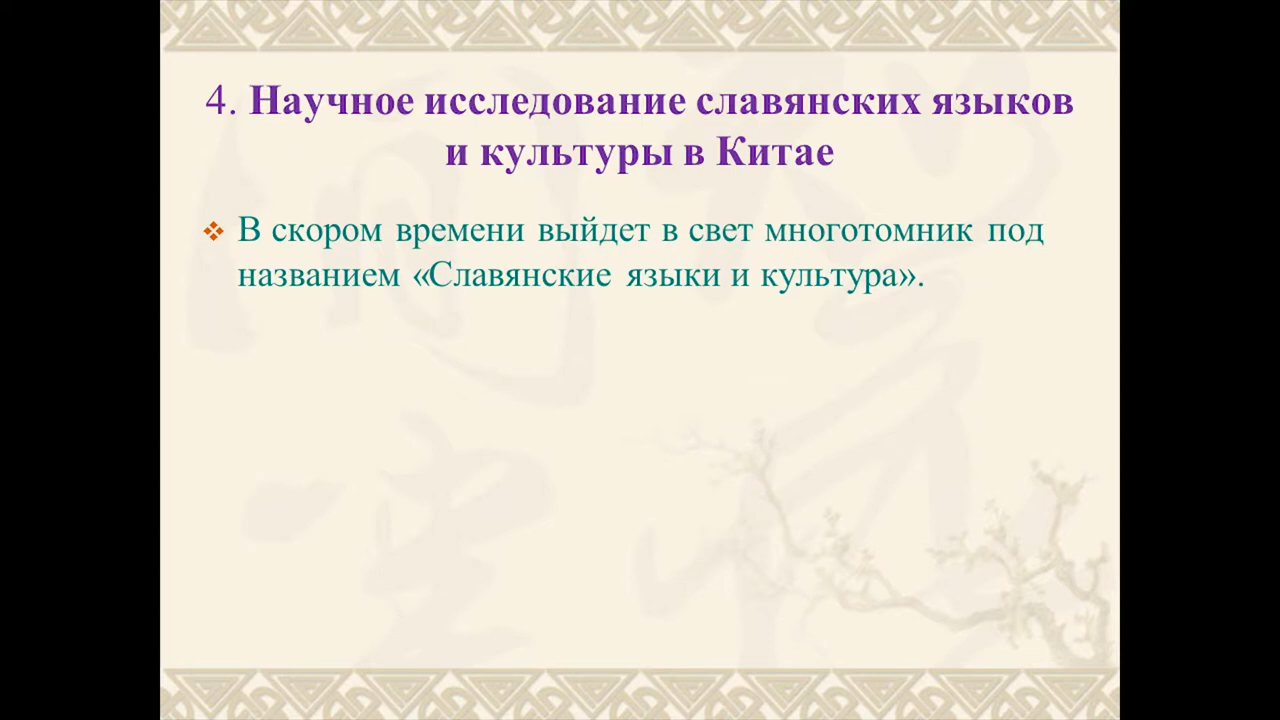 4. Научное исследование славянских языков
и культуры в Китае
В скором времени выйдет в свет многотомник под
названием «Славянские языки и культура».